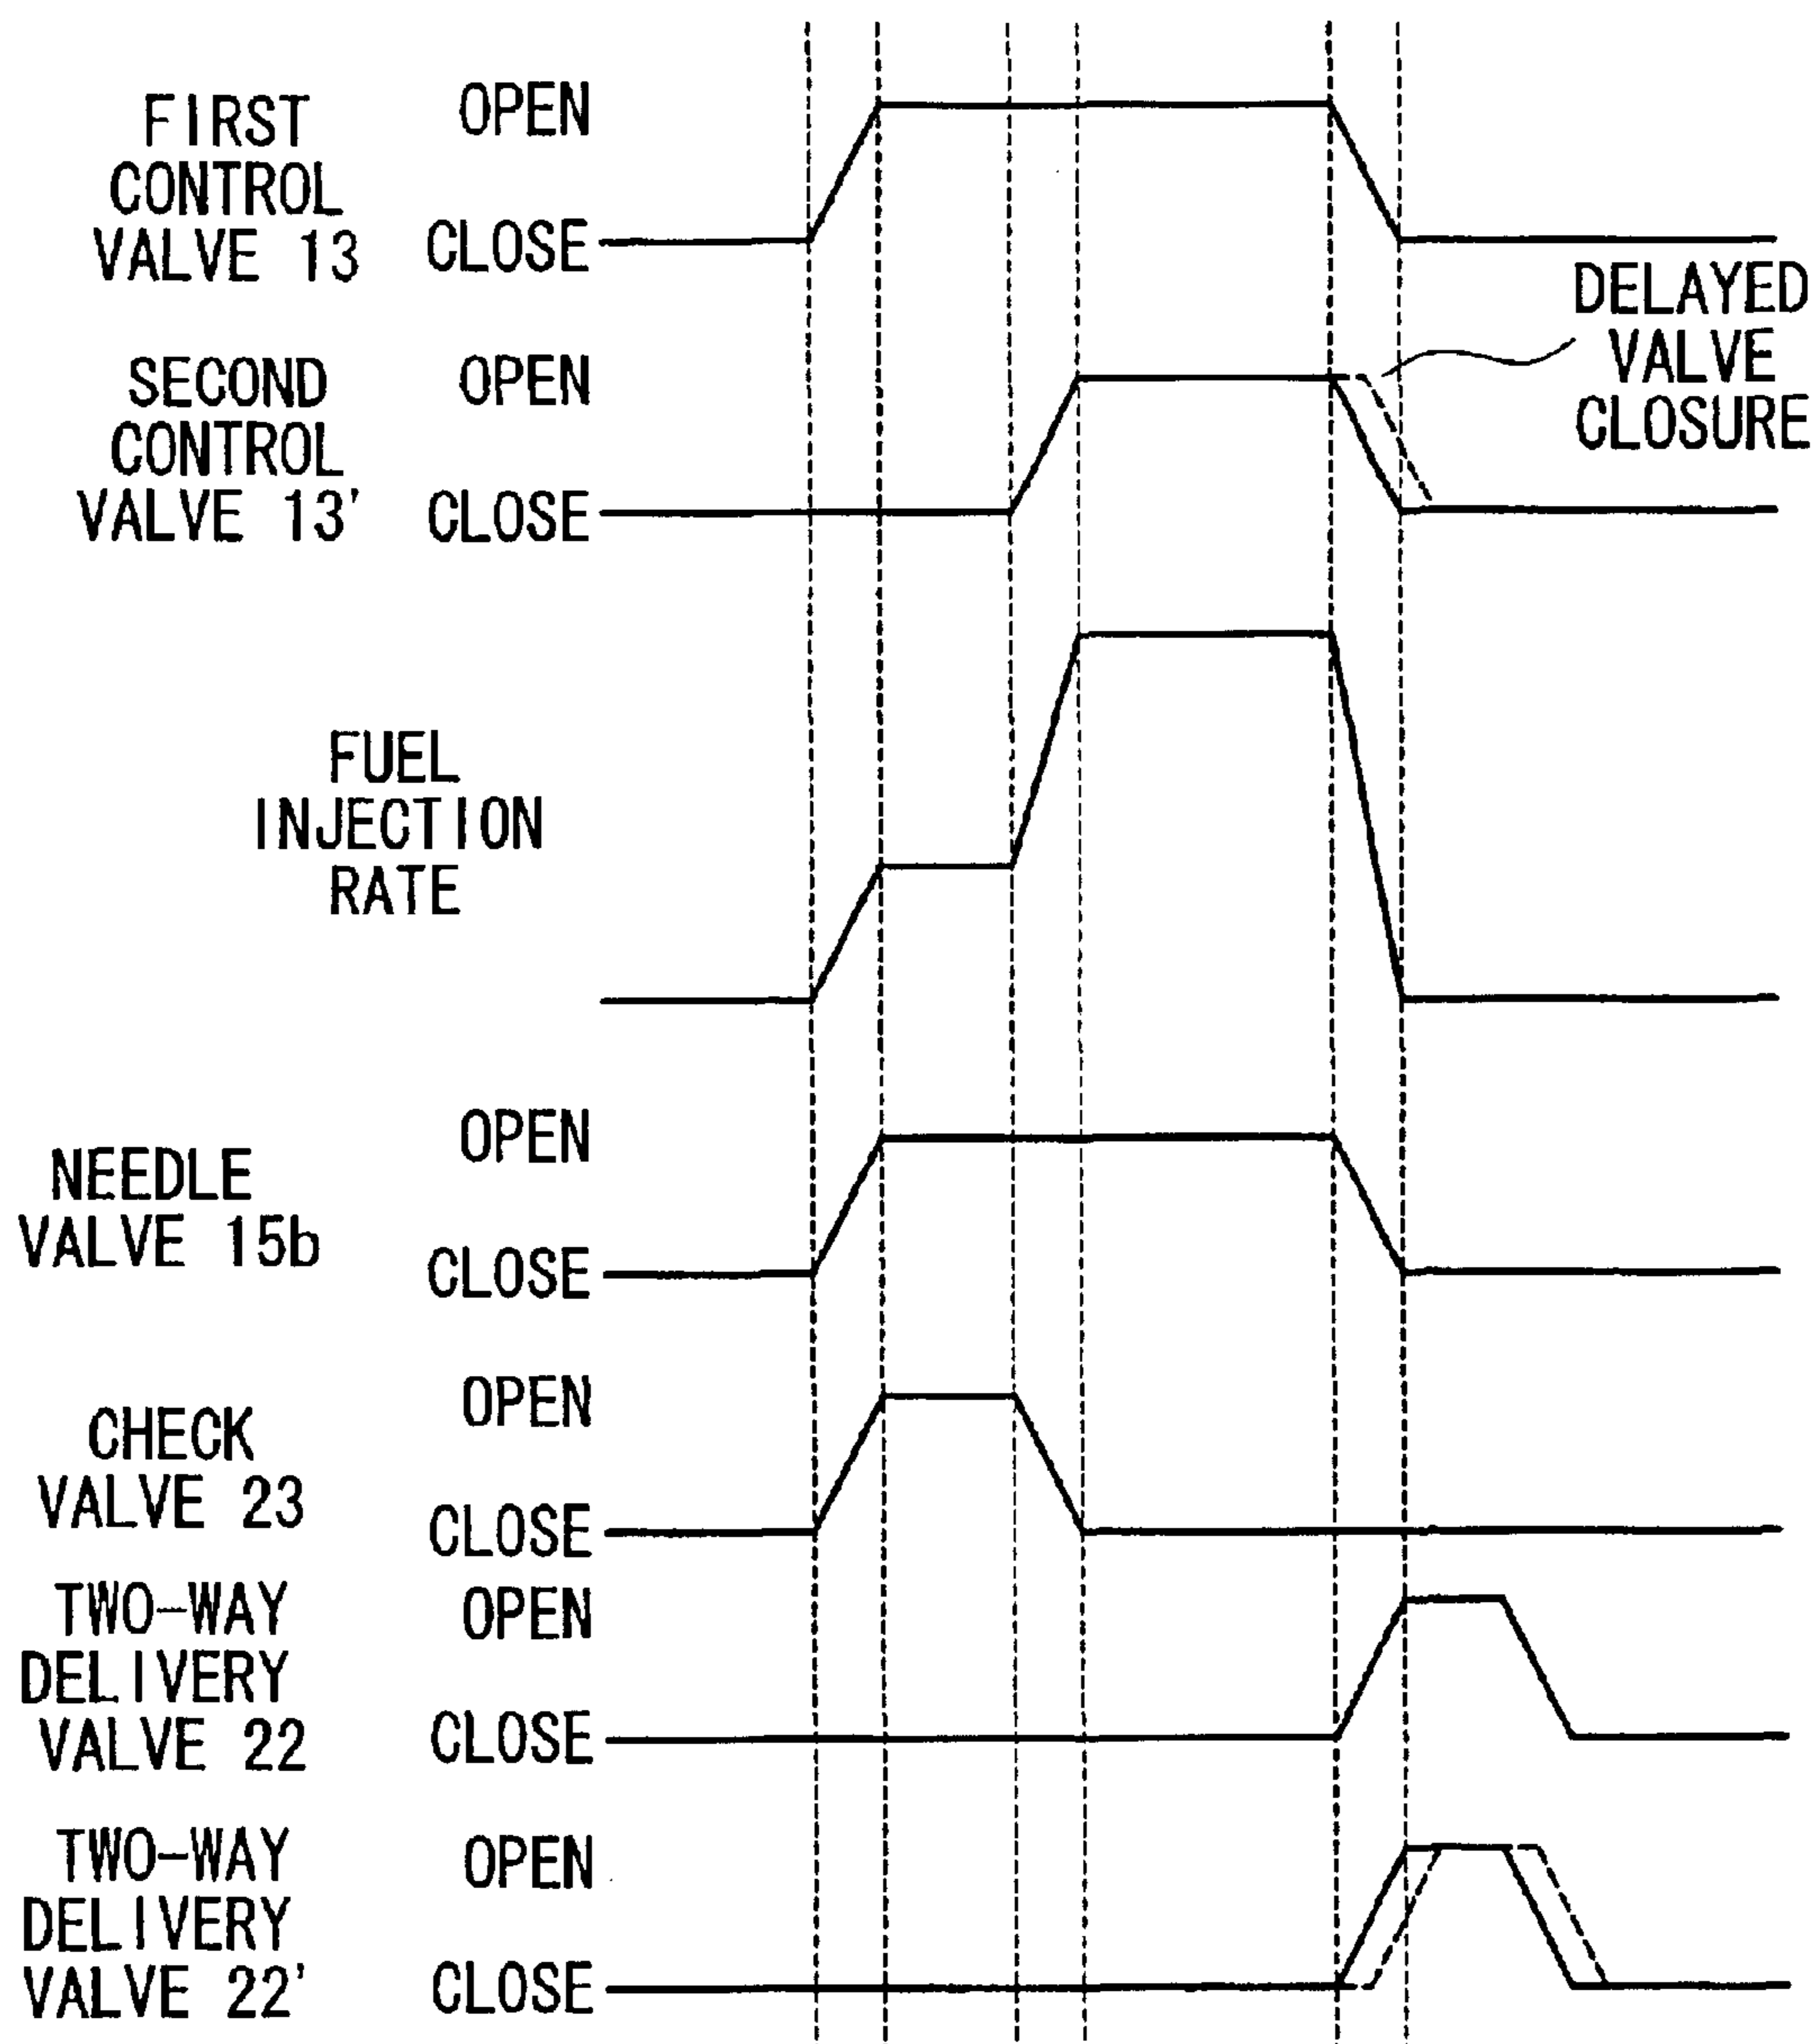 FIRST
CONTROL
VALVE 13
OPEN
CLOSE
DELAYED
VALVE
CLOSURE
SECOND
CONTROL
VALVE 13'
OPEN
CLOSE
FUEL
INJECTION
RATE
NEEDLE
VALVE 15b
OPEN
CLOSE
CHECK
VALVE 23
OPEN
CLOSE
TWO-WAY
DELIVERY
VALVE 22
OPEN
CLOSE
TWO-WAY
DELIVERY
VALVE 22'
OPEN
CLOSE